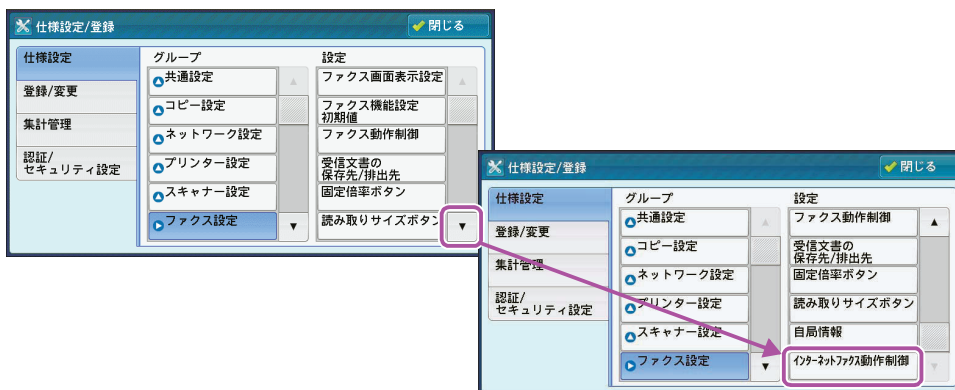 仕様設定/登録
閉じる
仕様設定
登録/変更
集計管理
認証/
セキュリティ設定
グループ
共通設定
コピー設定
ネットワーク設定
プリンター設定
スキャナー設定
ファクス設定
設定
ファクス画面表示設定
ファクス機能設定
初期値
ファクス動作制御
受信文書の
保存先/排出先
固定倍率ボタン
読み取りサイズボタン
仕様設定/登録
閉じる
仕様設定
登録/変更
集計管理
認証/
セキュリティ設定
グループ
共通設定
コピー設定
ネットワーク設定
プリンター設定
スキャナー設定
ファクス設定
設定
ファクス動作制御
受信文書の
保存先/排出先
固定倍率ボタン
読み取りサイズボタン
自局情報
インターネットファクス動作制御